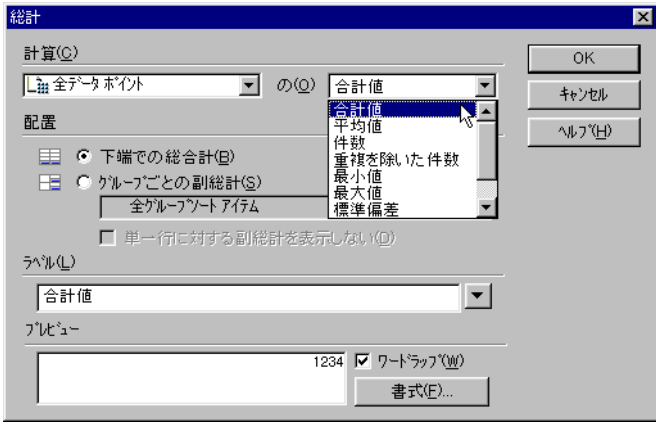 総計
計算(C)
全データ ポイント の(O) 合計値
合計値
平均値
件数
重複を除いた件数
最小値
最大値
標準偏差
OK
キャンセル
ヘルプ(H)
配置
下端での総合計(B)
グループごとの副総計(S)
全グループソート アイテム
単一行に対する副総計を表示しない(D)
ラベル(L)
合計値
プレビュー
1234
ワードラップ(W)
書式(F)...